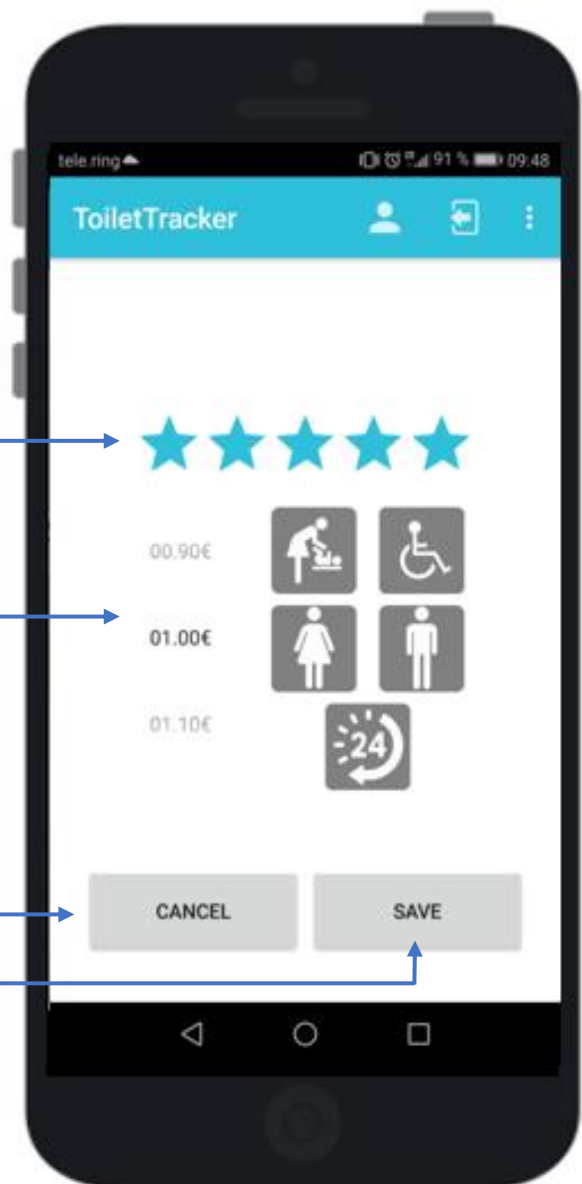 tele.ring 91 % 09:48
ToiletTracker
00.90€
01.00€
01.10€
24
CANCEL SAVE